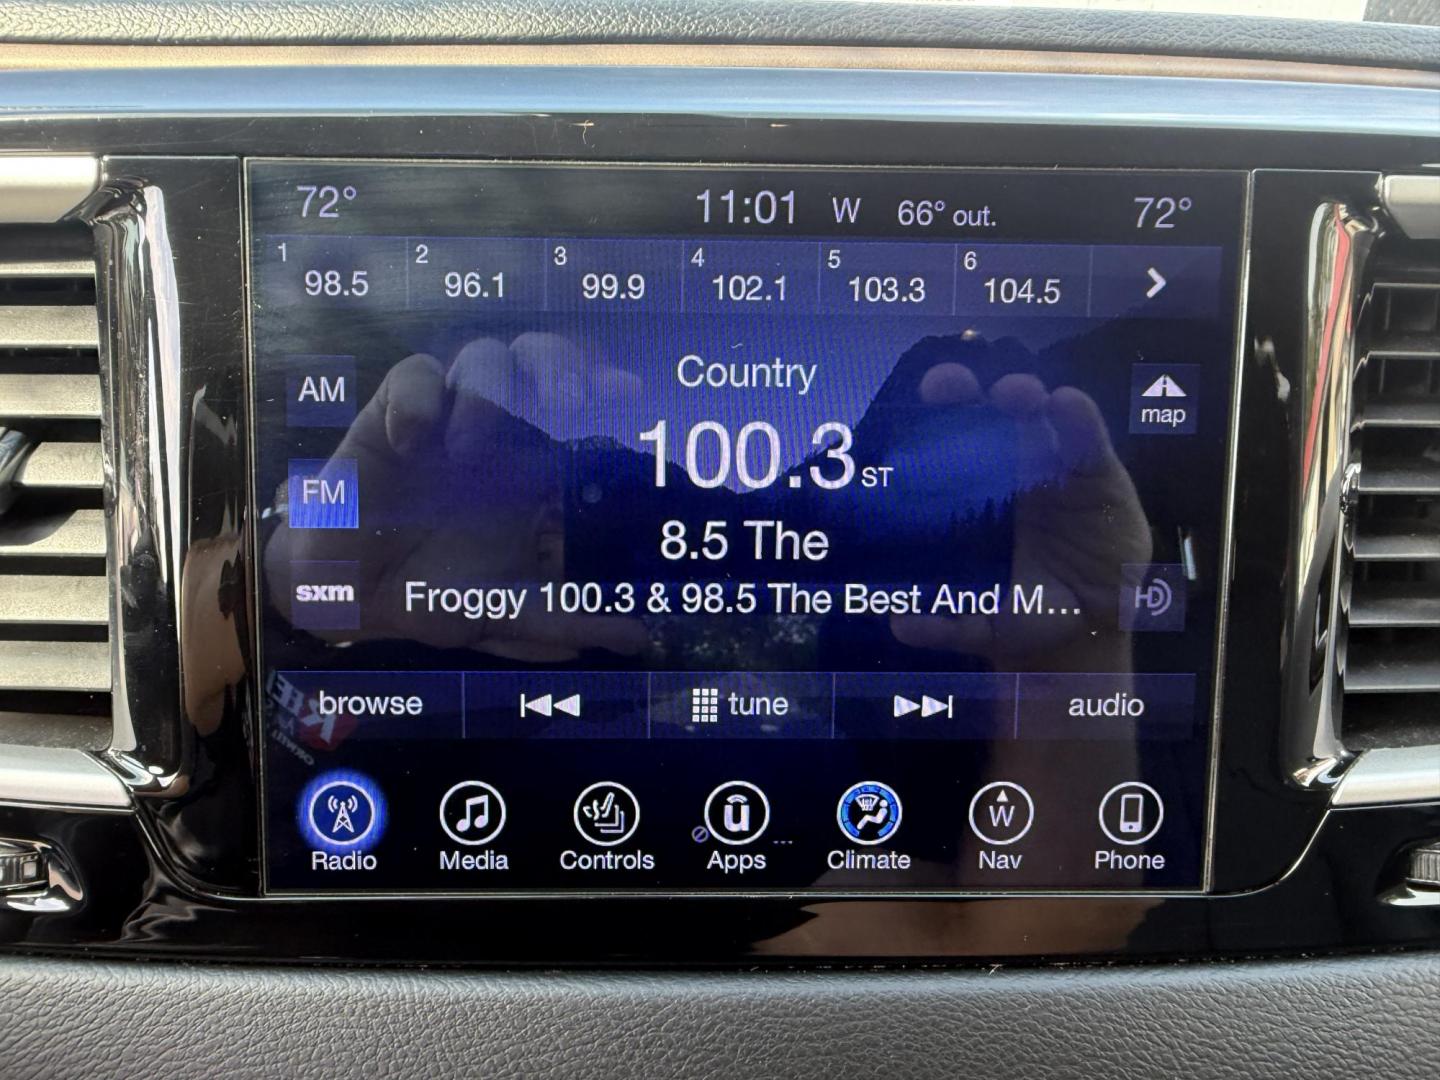 72° 11:01 W 66° out. 72°
1 98.5 2 96.1 3 99.9 4 102.1 5 103.3 6 104.5
Country
AM
map
100.3 ST
FM
8.5 The
sxm
Froggy 100.3 & 98.5 The Best And M...
HD
browse tune audio
W
Radio Media Controls Apps Climate Nav Phone